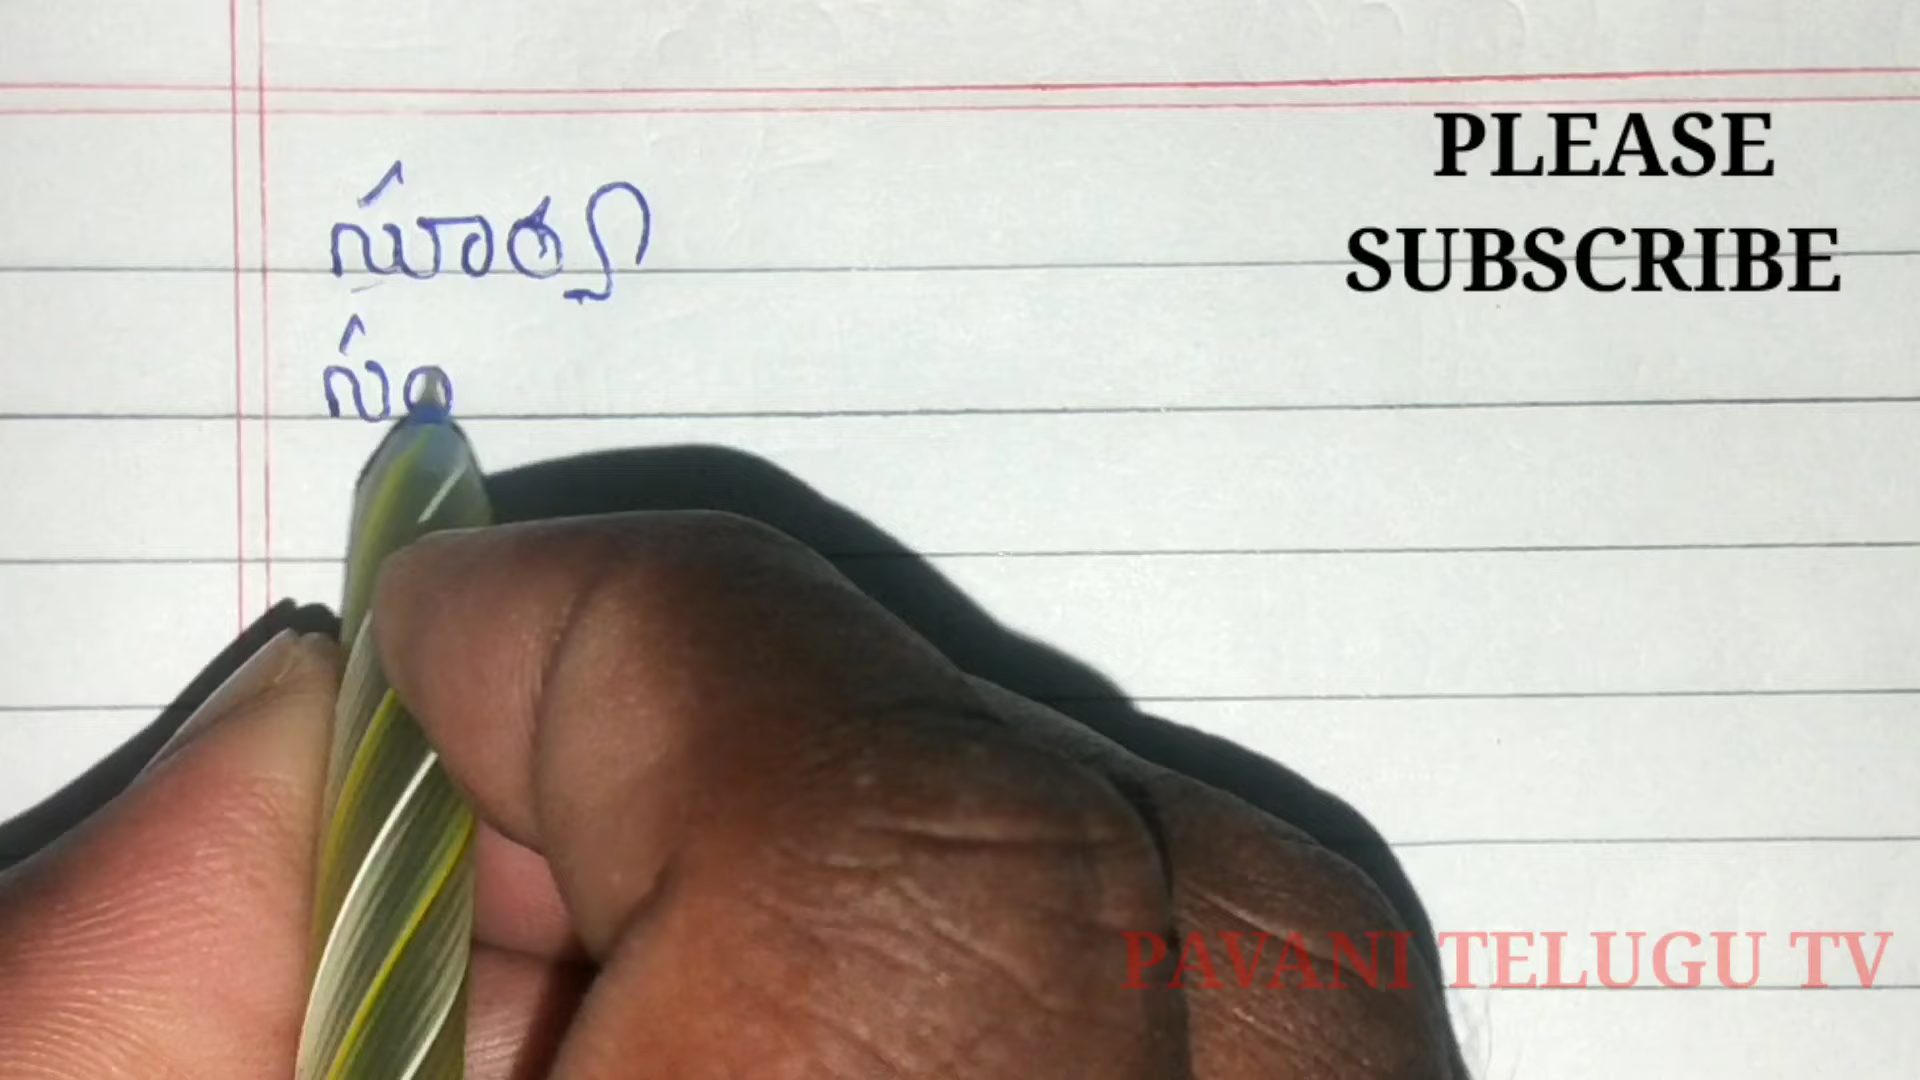 PLEASE
సూర్య
SUBSCRIBE
సం
PAVANI TELUGU TV